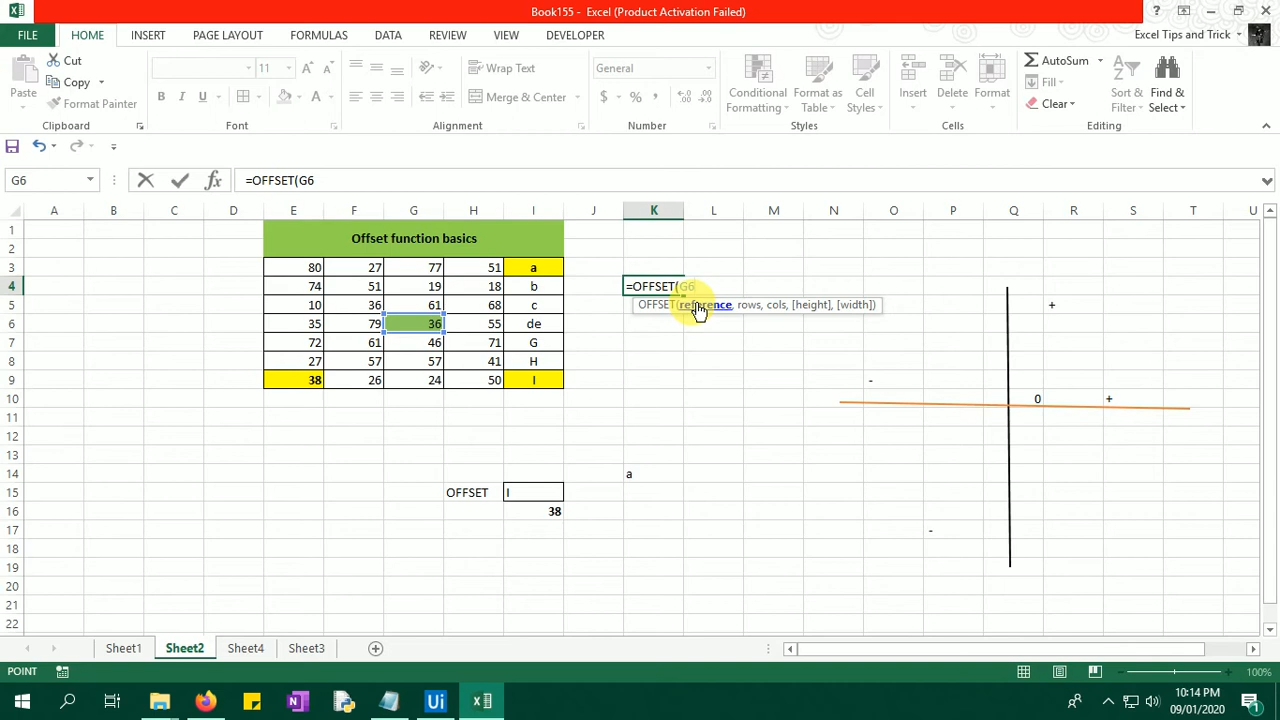 Book155 - Excel (Product Activation Failed)
FILE HOME INSERT PAGE LAYOUT FORMULAS DATA REVIEW VIEW DEVELOPER Excel Tips and Trick
Cut
Copy
Format Painter
Paste
Clipboard
11
Font
Wrap Text
Merge & Center
Alignment
General
Number
Conditional Formatting
Format as Table
Cell Styles
Styles
Insert Delete Format
Cells
AutoSum
Fill
Clear
Sort & Filter
Find & Select
Editing
G6 =OFFSET(G6
A B C D E F G H I J K L M N O P Q R S T U
1
2 Offset function basics
3 80 27 77 51 a
4 74 51 19 18 b =OFFSET(G6
5 10 36 61 68 c OFFSET(reference, rows, cols, [height], [width]) +
6 35 79 36 55 de
7 72 61 46 71 G
8 27 57 57 41 H
9 38 26 24 50 I -
10 0 +
11
12
13
14 a
15 OFFSET I
16 38
17 -
18
19
20
21
22
Sheet1 Sheet2 Sheet4 Sheet3
POINT 100%
10:14 PM
09/01/2020